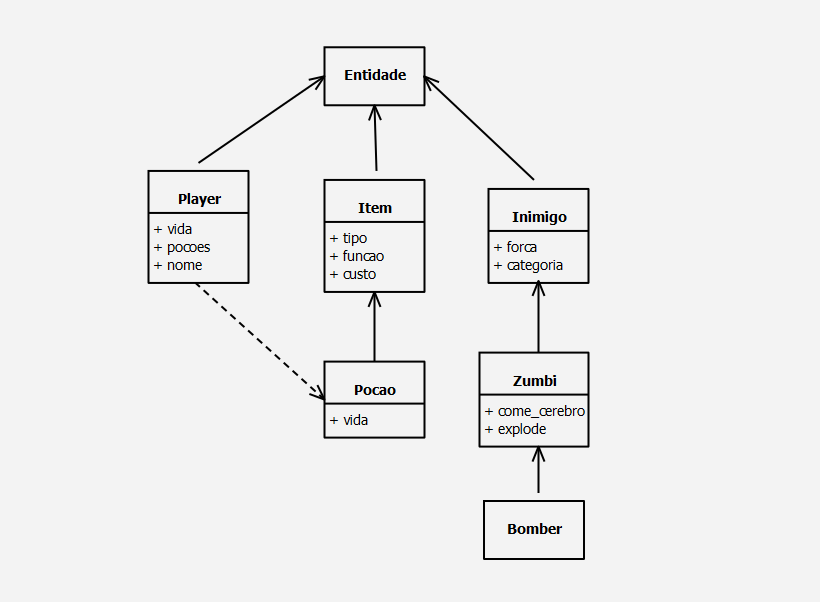 Entidade
Player
+ vida
+ pocoes
+ nome
Item
+ tipo
+ funcao
+ custo
Inimigo
+ forca
+ categoria
Pocao
+ vida
Zumbi
+ come_cerebro
+ explode
Bomber